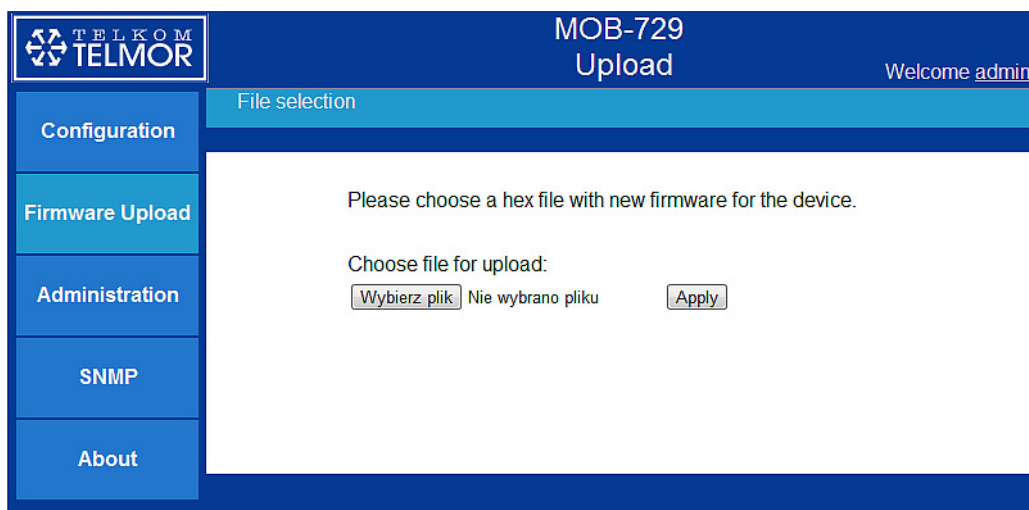 TELKOM
TELMOR
MOB-729
Upload
Welcome admin
File selection
Configuration
Firmware Upload
Administration
SNMP
About
Please choose a hex file with new firmware for the device.
Choose file for upload:
Wybierz plik Nie wybrano pliku Apply